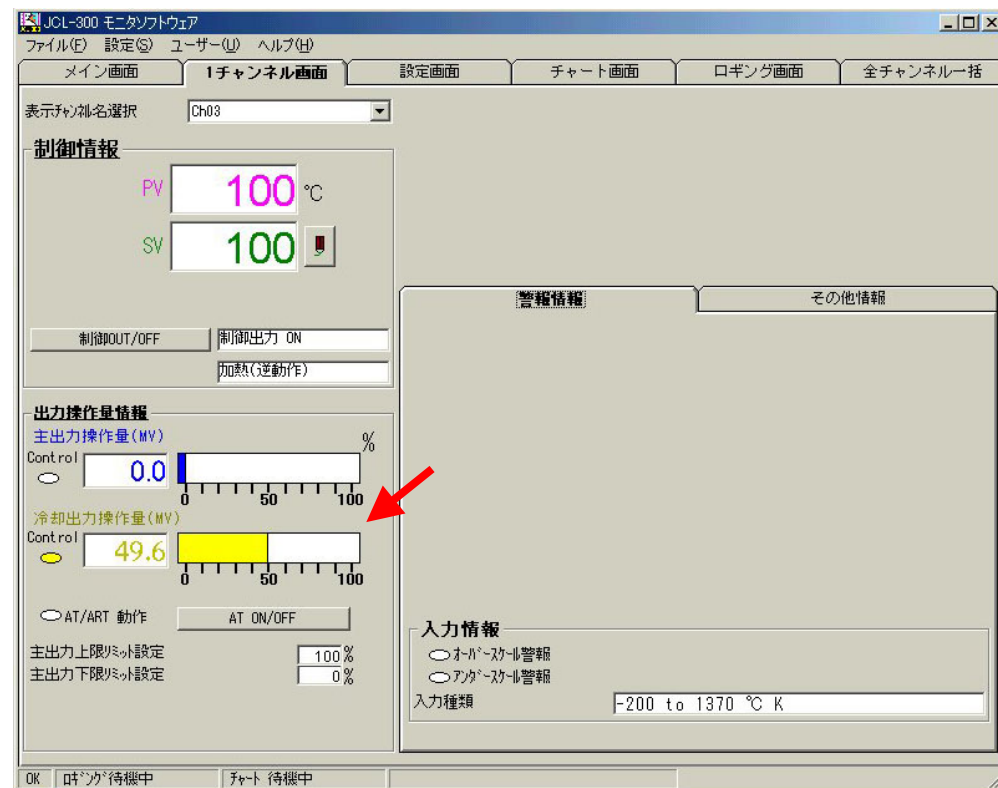 JCL-300 モニタソフトウェア
ファイル(F) 設定(S) ユーザー(U) ヘルプ(H)
メイン画面 1チャンネル画面 設定画面 チャート画面 ロギング画面 全チャンネル一括
表示ﾁｬﾝﾈﾙ名選択 Ch03
制御情報
PV 100 ℃
SV 100
警報情報 その他情報
制御OUT/OFF 制御出力 ON
加熱(逆動作)
出力操作量情報
主出力操作量(MV) %
Control 0.0
0 50 100
冷却出力操作量(MV)
Control 49.6
0 50 100
AT/ART 動作 AT ON/OFF
主出力上限ﾘﾐｯﾄ設定 100 %
主出力下限ﾘﾐｯﾄ設定 0 %
入力情報
ｵｰﾊﾞｰｽｹｰﾙ警報
ｱﾝﾀﾞｰｽｹｰﾙ警報
入力種類 -200 to 1370 ℃ K
OK ﾛｷﾞﾝｸﾞ待機中 ﾁｬｰﾄ 待機中